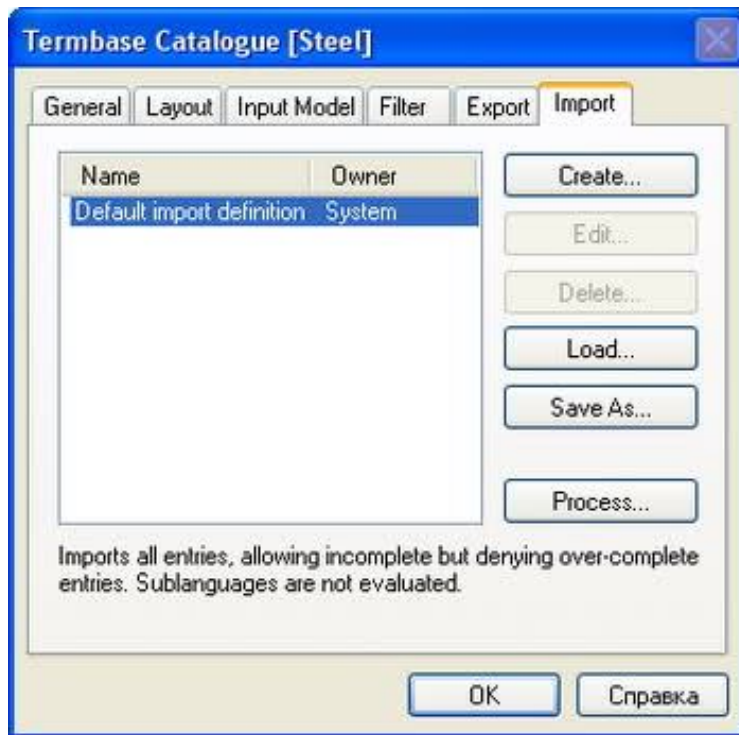 Termbase Catalogue [Steel]
General Layout Input Model Filter Export Import
Name Owner
Default import definition System
Create...
Edit...
Delete...
Load...
Save As...
Process...
Imports all entries, allowing incomplete but denying over-complete
entries. Sublanguages are not evaluated.
OK Справка